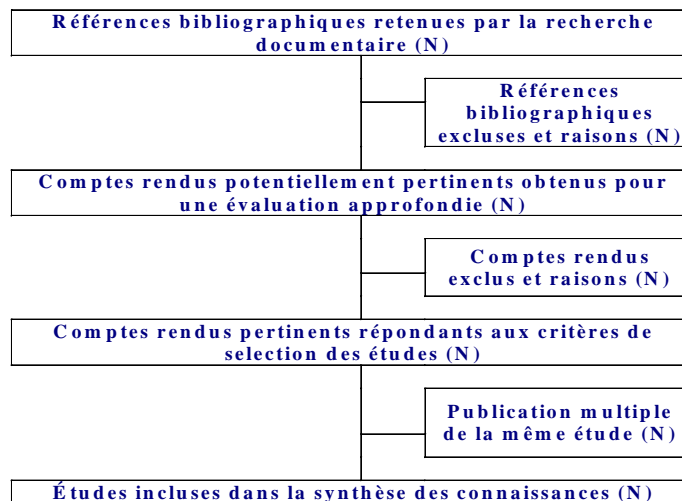 Références bibliographiques retenues par la recherche
documentaire (N)
Références
bibliographiques
excluses et raisons (N)
Comptes rendus potentiellement pertinents obtenus pour
une évaluation approfondie (N)
Comptes rendus
exclus et raisons (N)
Comptes rendus pertinents répondants aux critères de
selection des études (N)
Publication multiple
de la même étude (N)
Études incluses dans la synthèse des connaissances (N)